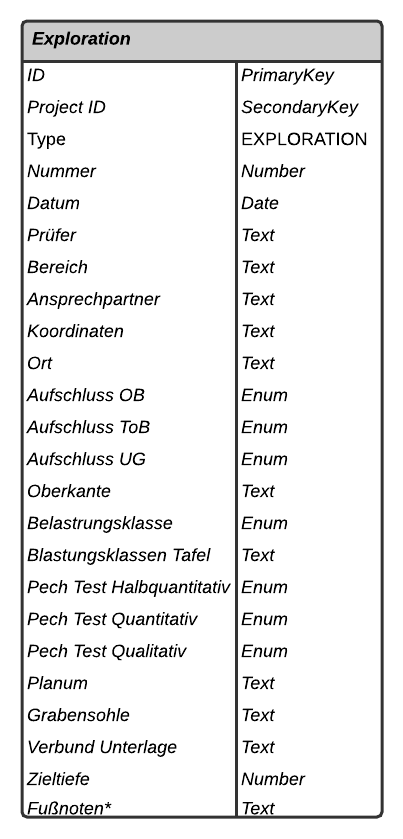 Exploration
ID PrimaryKey
Project ID SecondaryKey
Type EXPLORATION
Nummer Number
Datum Date
Prüfer Text
Bereich Text
Ansprechpartner Text
Koordinaten Text
Ort Text
Aufschluss OB Enum
Aufschluss ToB Enum
Aufschluss UG Enum
Oberkante Text
Belastrungsklasse Enum
Blastungsklassen Tafel Text
Pech Test Halbquantitativ Enum
Pech Test Quantitativ Enum
Pech Test Qualitativ Enum
Planum Text
Grabensohle Text
Verbund Unterlage Text
Zieltiefe Number
Fußnoten* Text